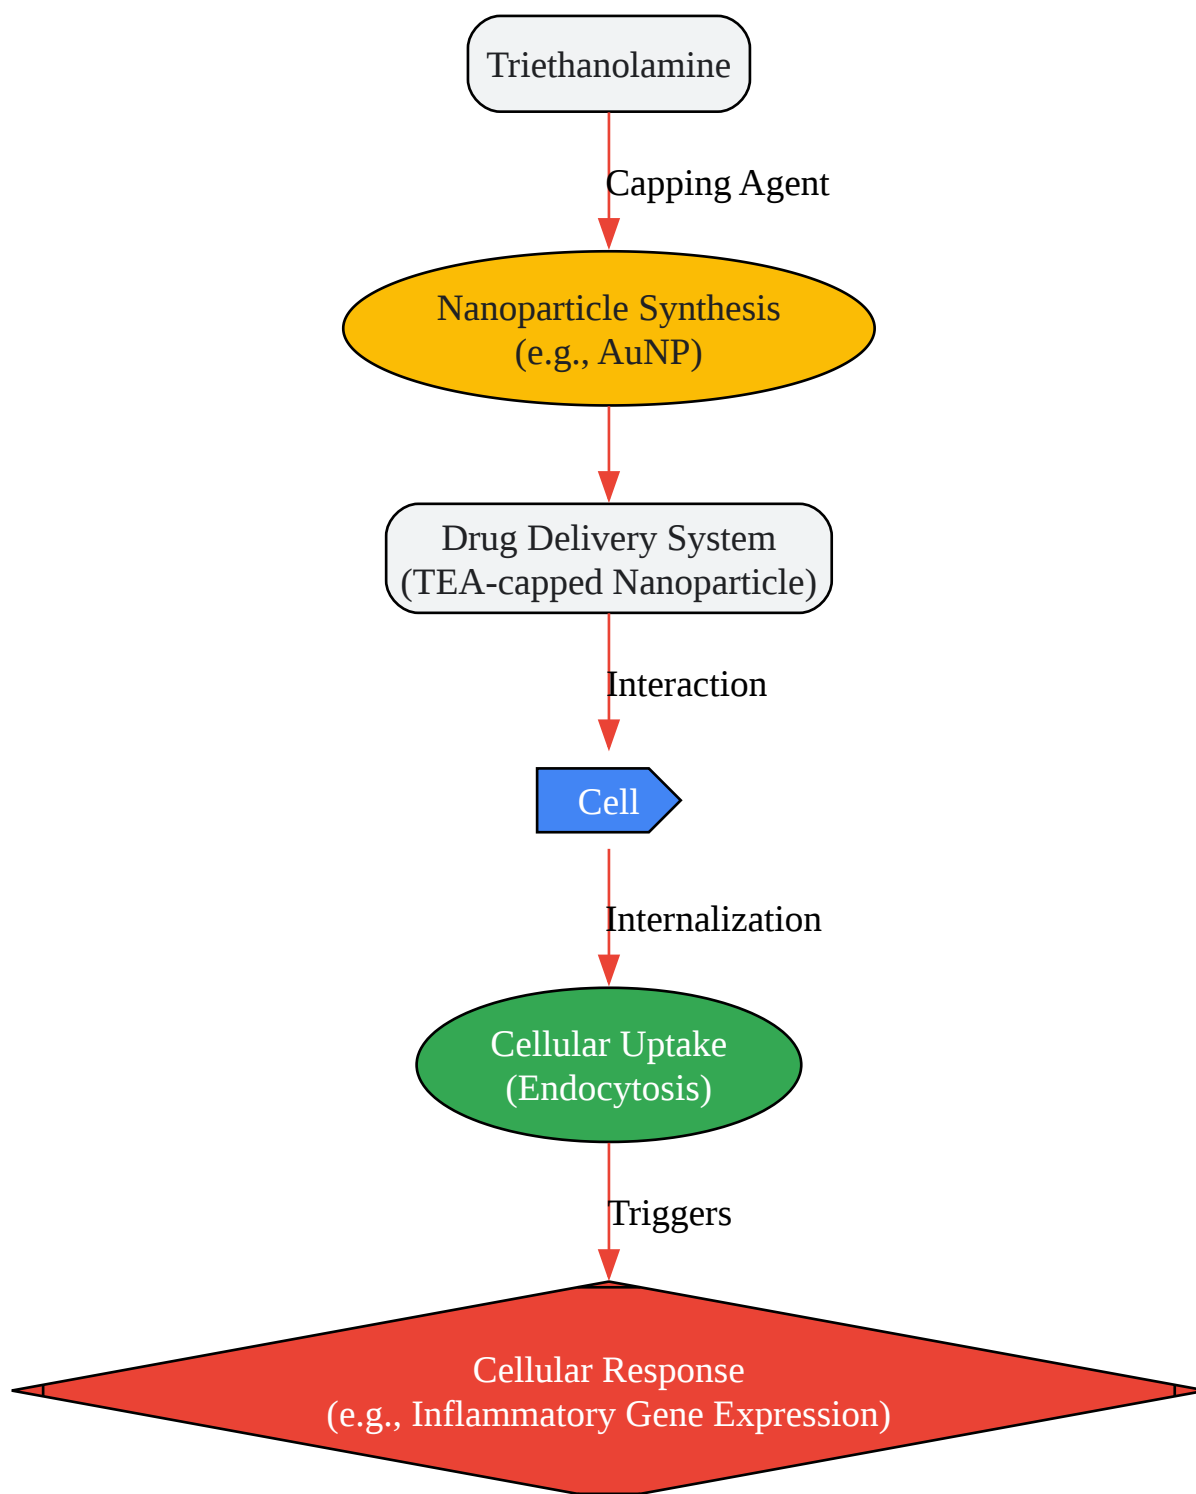 Triethanolamine
Capping Agent
Nanoparticle Synthesis
(e.g., AuNP)
Drug Delivery System
(TEA-capped Nanoparticle)
Interaction
Cell
Internalization
Cellular Uptake
(Endocytosis)
Triggers
Cellular Response
(e.g., Inflammatory Gene Expression)